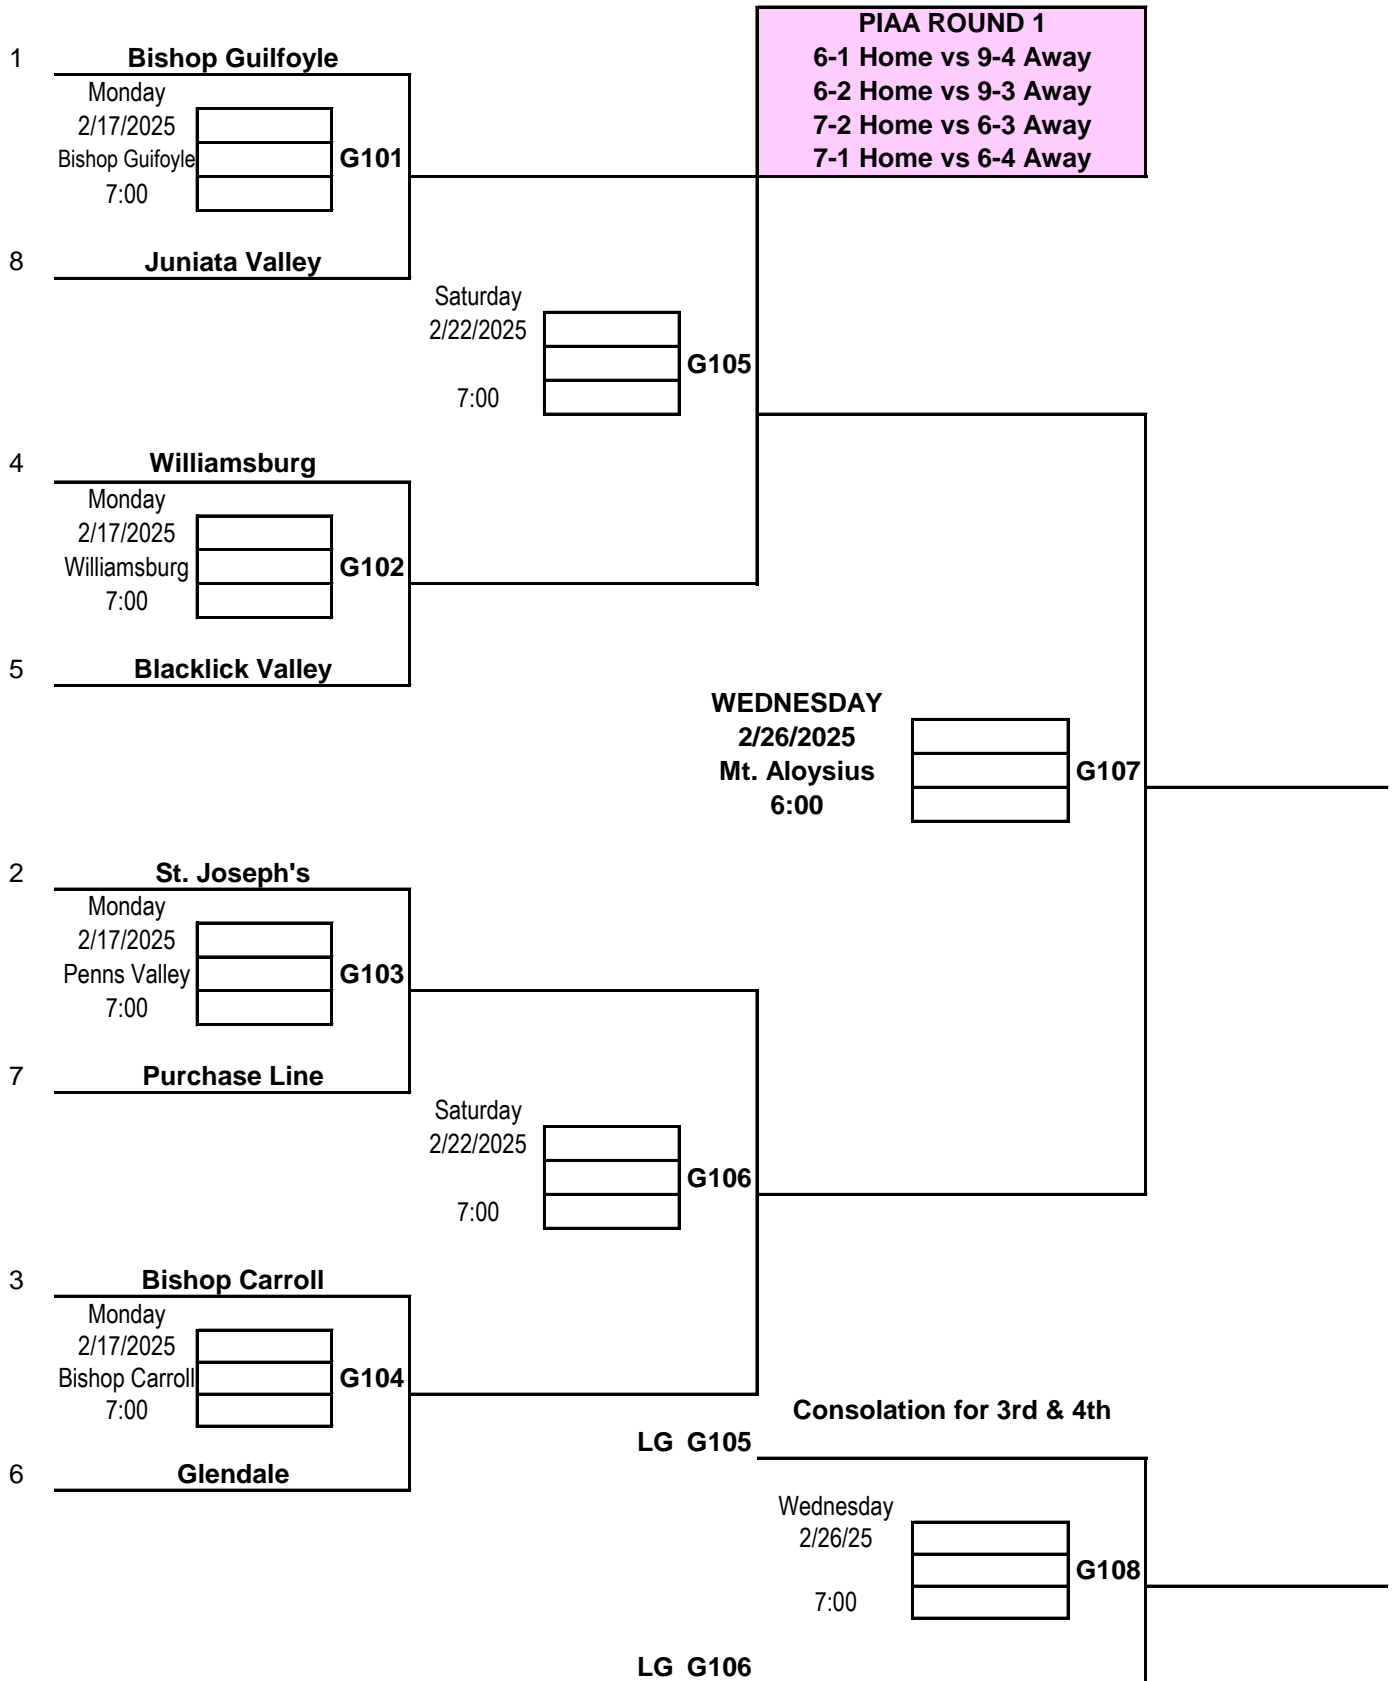 PIAA ROUND 1
6-1 Home vs 9-4 Away
6-2 Home vs 9-3 Away
7-2 Home vs 6-3 Away
7-1 Home vs 6-4 Away
1 Bishop Guilfoyle
Monday
2/17/2025
Bishop Guifoyle G101
7:00
8 Juniata Valley
Saturday
2/22/2025
G105
7:00
4 Williamsburg
Monday
2/17/2025
Williamsburg G102
7:00
5 Blacklick Valley
WEDNESDAY
2/26/2025
Mt. Aloysius G107
6:00
2 St. Joseph's
Monday
2/17/2025
Penns Valley G103
7:00
7 Purchase Line
Saturday
2/22/2025
G106
7:00
3 Bishop Carroll
Monday
2/17/2025
Bishop Carroll G104
7:00
6 Glendale
Consolation for 3rd & 4th
LG G105
Wednesday
2/26/25
G108
7:00
LG G106